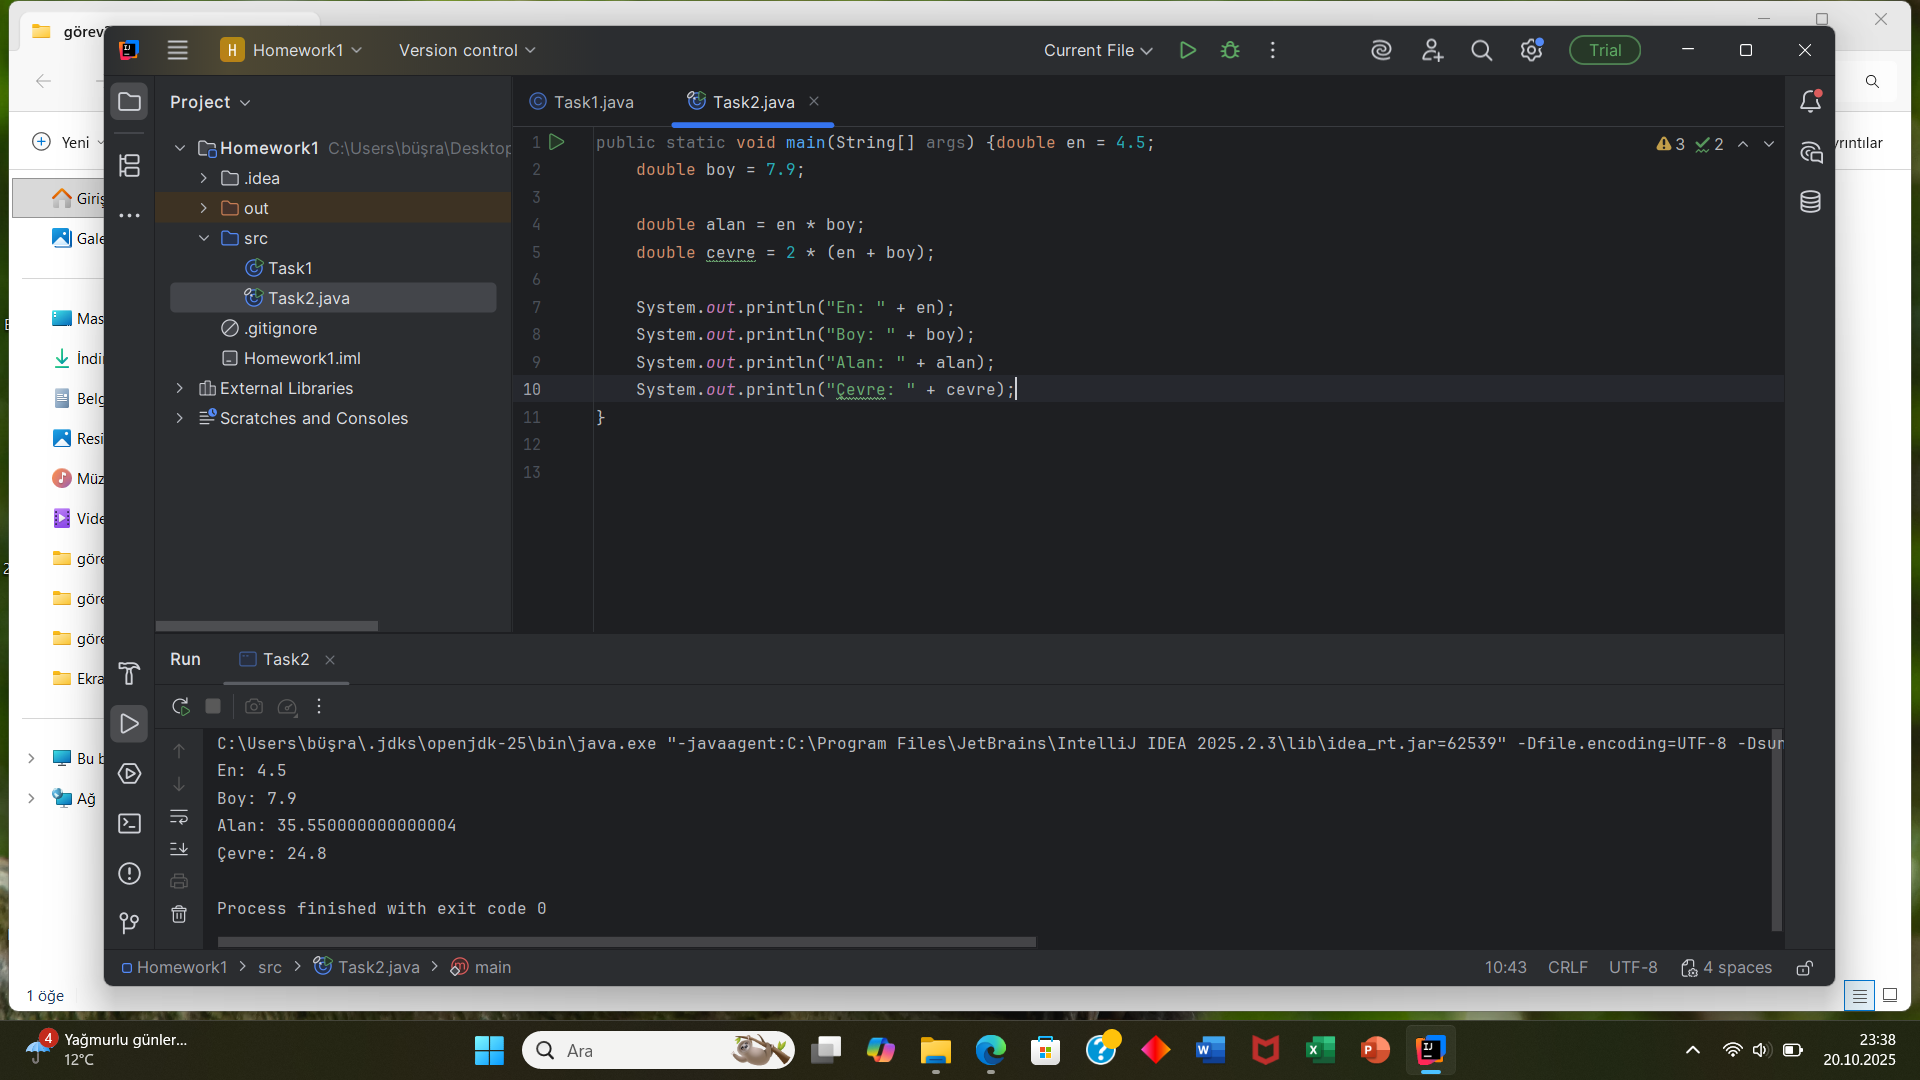 görev
H Homework1
Version control
Current File
Trial
Project
Task1.java
Task2.java
Yeni
Homework1 C:\Users\büşra\Desktop
.idea
out
src
Task1
Task2.java
.gitignore
Homework1.iml
External Libraries
Scratches and Consoles
1 public static void main(String[] args) {double en = 4.5;
2 double boy = 7.9;
3
4 double alan = en * boy;
5 double cevre = 2 * (en + boy);
6
7 System.out.println("En: " + en);
8 System.out.println("Boy: " + boy);
9 System.out.println("Alan: " + alan);
10 System.out.println("Çevre: " + cevre);
11 }
12
13
3 2
Giriş
Gale
Mas
İndi
Belg
Resi
Müz
Vide
göre
göre
göre
Ekra
Bu b
Ağ
1 öğe
Run
Task2
C:\Users\büşra\.jdks\openjdk-25\bin\java.exe "-javaagent:C:\Program Files\JetBrains\IntelliJ IDEA 2025.2.3\lib\idea_rt.jar=62539" -Dfile.encoding=UTF-8 -Dsun
En: 4.5
Boy: 7.9
Alan: 35.550000000000004
Çevre: 24.8
Process finished with exit code 0
Homework1 > src > Task2.java > main
10:43 CRLF UTF-8 4 spaces
4
Yağmurlu günler...
12°C
Ara
23:38
20.10.2025